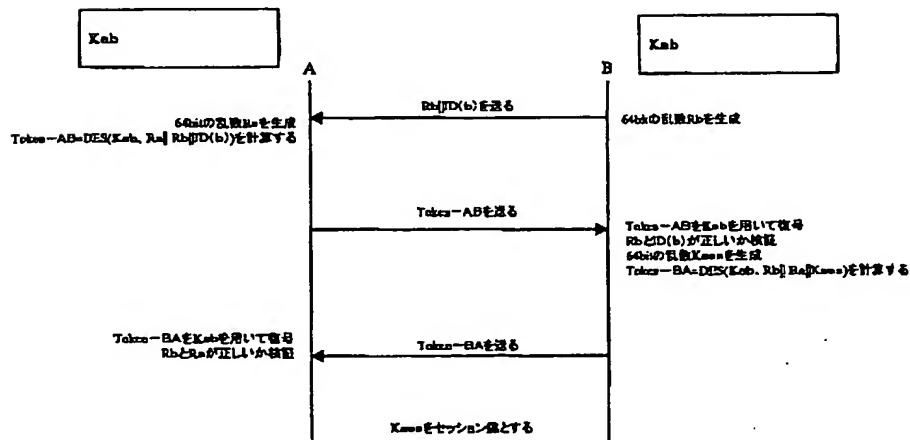 Kab
Kab
A
B
Rb||ID(b)を送る
64bitの乱数Raを生成
Token-AB=DES(Kab、Ra||Rb||ID(b))を計算する
64bitの乱数Rbを生成
Token-ABを送る
Token-ABをKabを用いて復号
RbとID(b)が正しいか検証
64bitの乱数Ksesを生成
Token-BA=DES(Kab、Rb||Ra||Kses)を計算する
Token-BAをKabを用いて復号
RbとRaが正しいか検証
Token-BAを送る
Ksesをセッション鍵とする